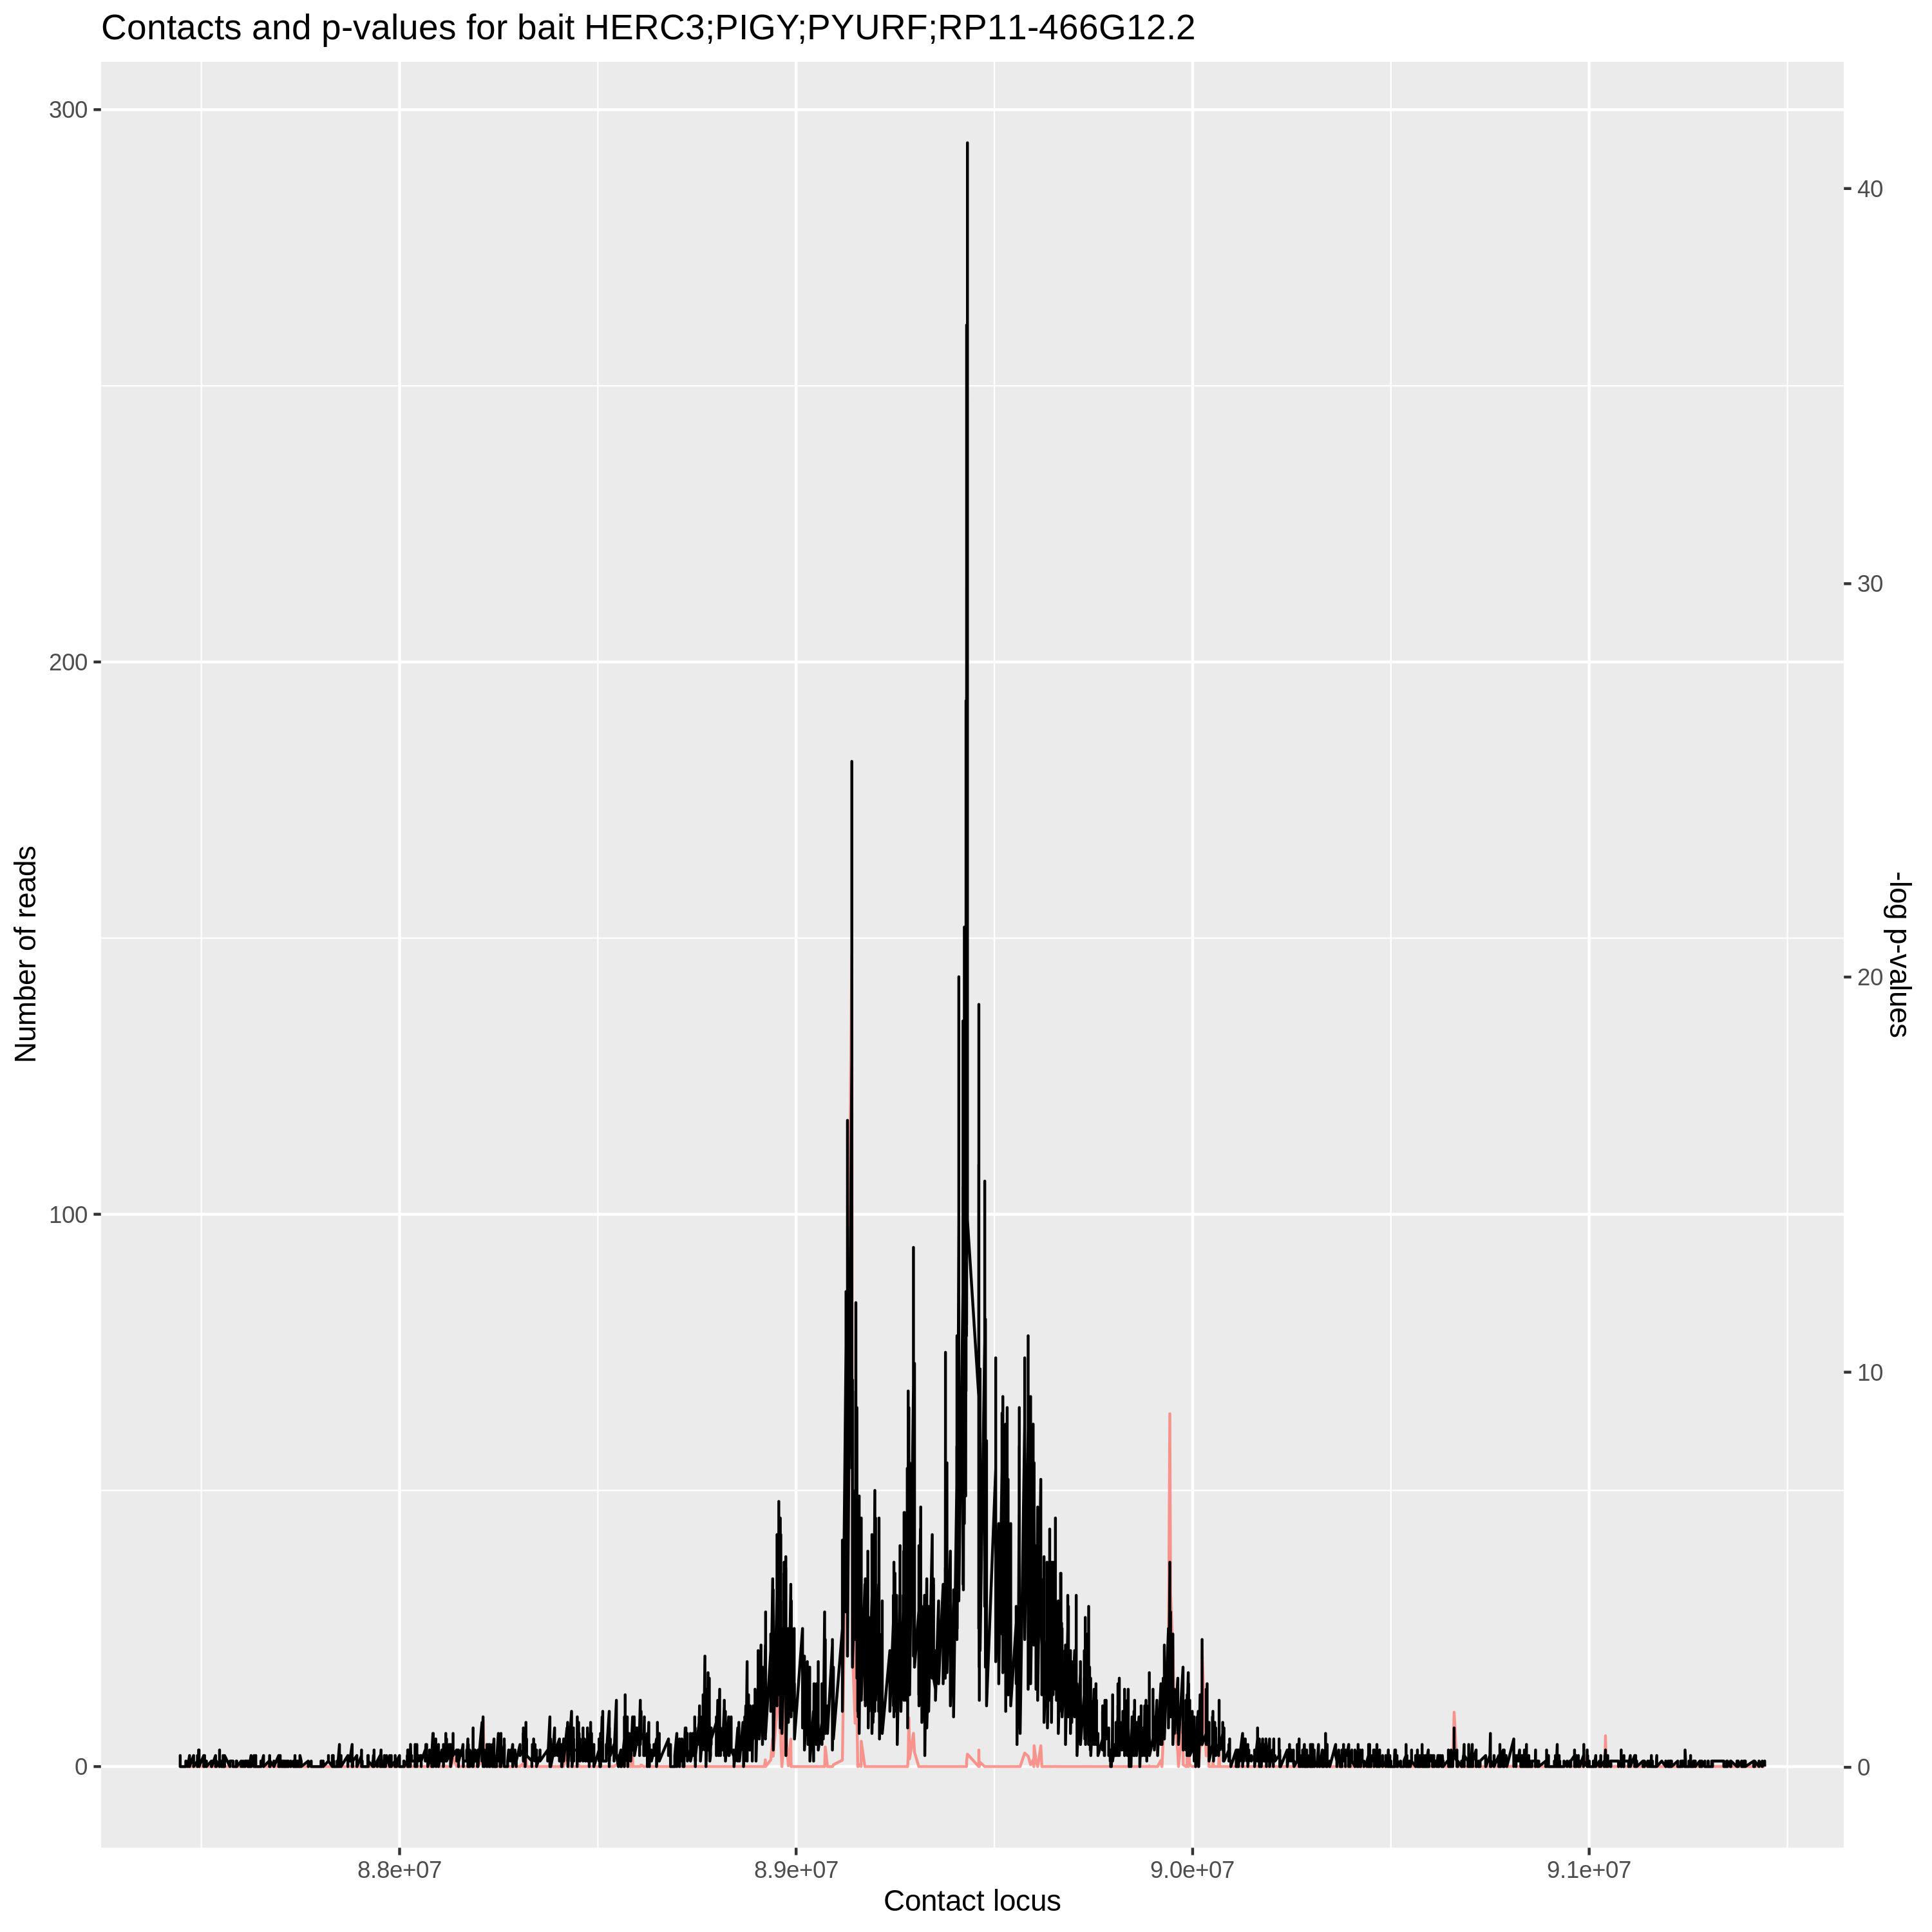 Contacts and p-values for bait HERC3;PIGY;PYURF;RP11-466G12.2
300
200
100
0
Number of reads
40
30
20
10
0
-log p-values
8.8e+07
8.9e+07
9.0e+07
9.1e+07
Contact locus